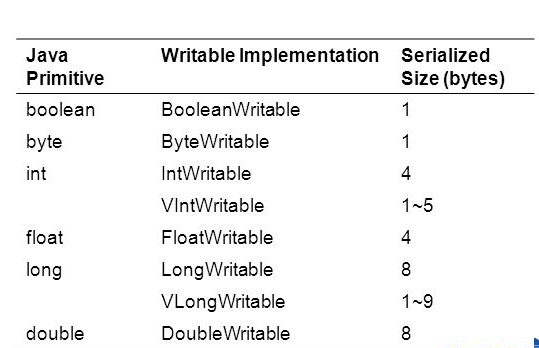 Java Primitive Writable Implementation Serialized Size (bytes)
boolean BooleanWritable 1
byte ByteWritable 1
int IntWritable 4
VIntWritable 1~5
float FloatWritable 4
long LongWritable 8
VLongWritable 1~9
double DoubleWritable 8